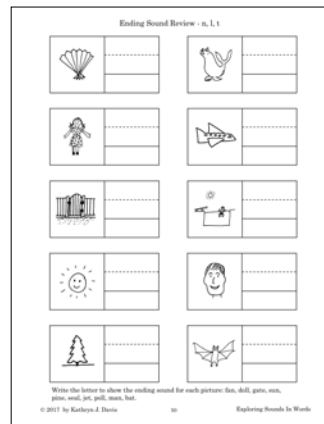 Ending Sound Review - n, l, t
Write the letter to show the ending sound for each picture: fan, doll, gate, sun,
pine, seal, jet, pell, man, bat.
© 2017 by Kathryn J. Davis
30
Exploring Sounds In Words